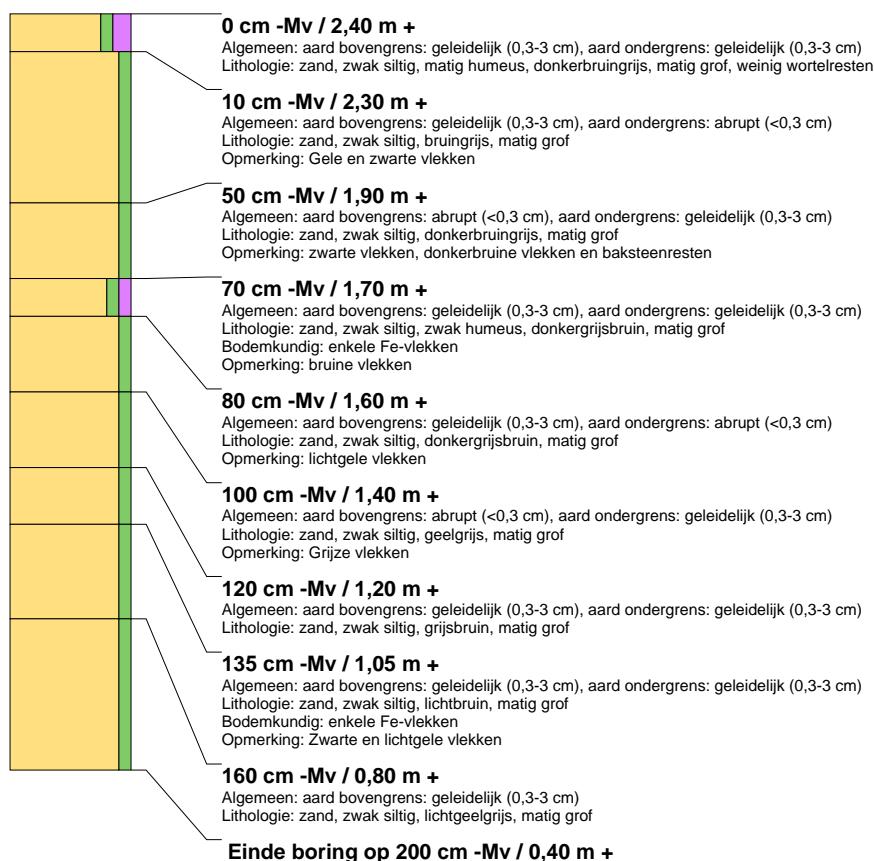 0 cm -Mv / 2,40 m +
Algemeen: aard bovengrens: geleidelijk (0,3-3 cm), aard ondergrens: geleidelijk (0,3-3 cm)
Lithologie: zand, zwak siltig, matig humeus, donkerbruingrijs, matig grof, weinig wortelresten
10 cm -Mv / 2,30 m +
Algemeen: aard bovengrens: geleidelijk (0,3-3 cm), aard ondergrens: abrupt (<0,3 cm)
Lithologie: zand, zwak siltig, bruingrijs, matig grof
Opmerking: Gele en zwarte vlekken
50 cm -Mv / 1,90 m +
Algemeen: aard bovengrens: abrupt (<0,3 cm), aard ondergrens: geleidelijk (0,3-3 cm)
Lithologie: zand, zwak siltig, donkerbruingrijs, matig grof
Opmerking: zwarte vlekken, donkerbruine vlekken en baksteenresten
70 cm -Mv / 1,70 m +
Algemeen: aard bovengrens: geleidelijk (0,3-3 cm), aard ondergrens: geleidelijk (0,3-3 cm)
Lithologie: zand, zwak siltig, zwak humeus, donkergrijsbruin, matig grof
Bodemkundig: enkele Fe-vlekken
Opmerking: bruine vlekken
80 cm -Mv / 1,60 m +
Algemeen: aard bovengrens: geleidelijk (0,3-3 cm), aard ondergrens: abrupt (<0,3 cm)
Lithologie: zand, zwak siltig, donkergrijsbruin, matig grof
Opmerking: lichtgele vlekken
100 cm -Mv / 1,40 m +
Algemeen: aard bovengrens: abrupt (<0,3 cm), aard ondergrens: geleidelijk (0,3-3 cm)
Lithologie: zand, zwak siltig, geelgrijs, matig grof
Opmerking: Grijze vlekken
120 cm -Mv / 1,20 m +
Algemeen: aard bovengrens: geleidelijk (0,3-3 cm), aard ondergrens: geleidelijk (0,3-3 cm)
Lithologie: zand, zwak siltig, grijsbruin, matig grof
135 cm -Mv / 1,05 m +
Algemeen: aard bovengrens: geleidelijk (0,3-3 cm), aard ondergrens: geleidelijk (0,3-3 cm)
Lithologie: zand, zwak siltig, lichtbruin, matig grof
Bodemkundig: enkele Fe-vlekken
Opmerking: Zwarte en lichtgele vlekken
160 cm -Mv / 0,80 m +
Algemeen: aard bovengrens: geleidelijk (0,3-3 cm)
Lithologie: zand, zwak siltig, lichtgeelgrijs, matig grof
Einde boring op 200 cm -Mv / 0,40 m +